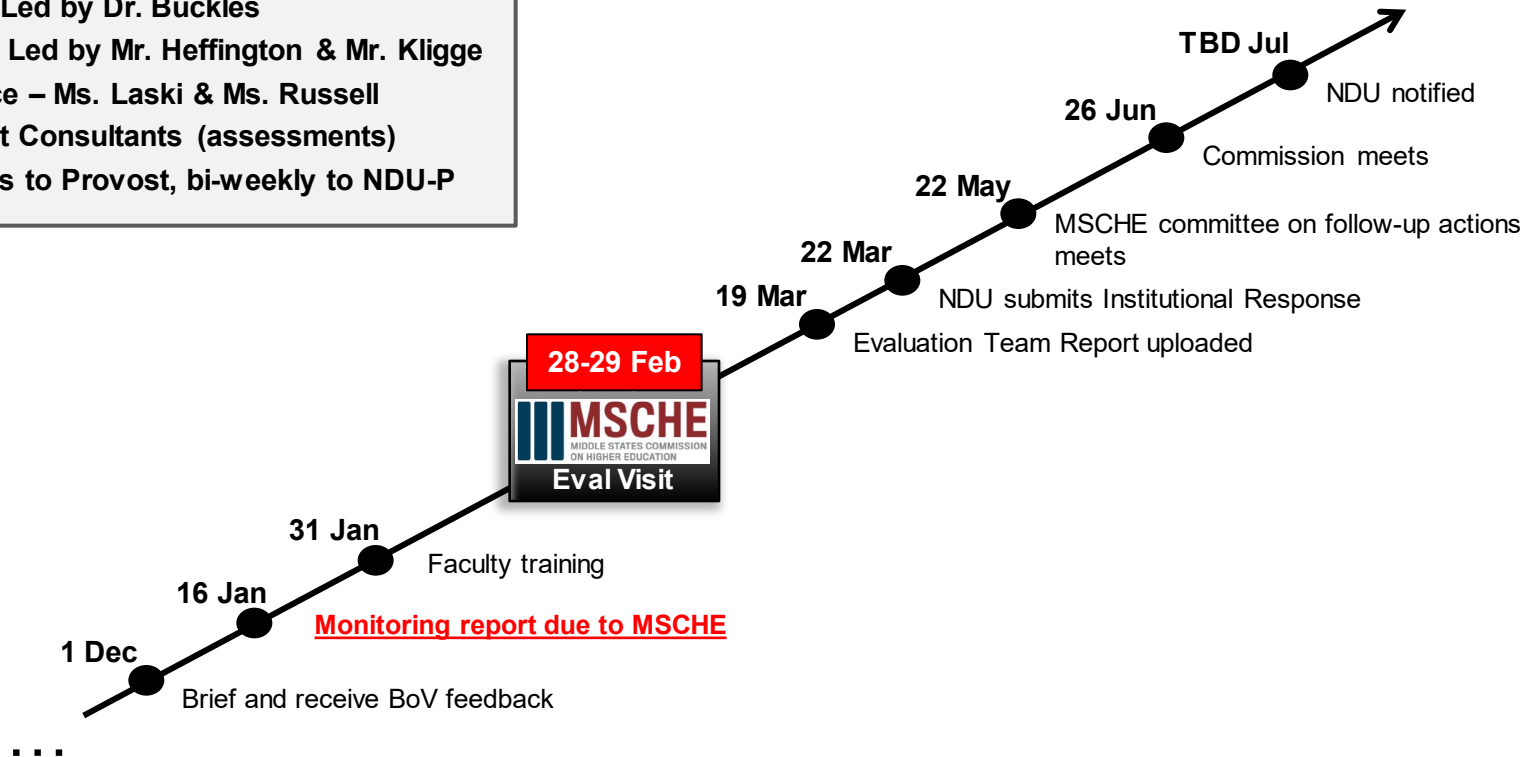 Led by Dr. Buckles
Led by Mr. Heffington & Mr. Kligge
– Ms. Laski & Ms. Russell
Consultants (assessments)
to Provost, bi-weekly to NDU-P
TBD Jul
NDU notified
26 Jun
Commission meets
22 May
MSCHE committee on follow-up actions
meets
22 Mar
NDU submits Institutional Response
19 Mar
Evaluation Team Report uploaded
28-29 Feb
MSCHE
MIDDLE STATES COMMISSION
ON HIGHER EDUCATION
Eval Visit
31 Jan
Faculty training
16 Jan
Monitoring report due to MSCHE
1 Dec
Brief and receive BoV feedback
...